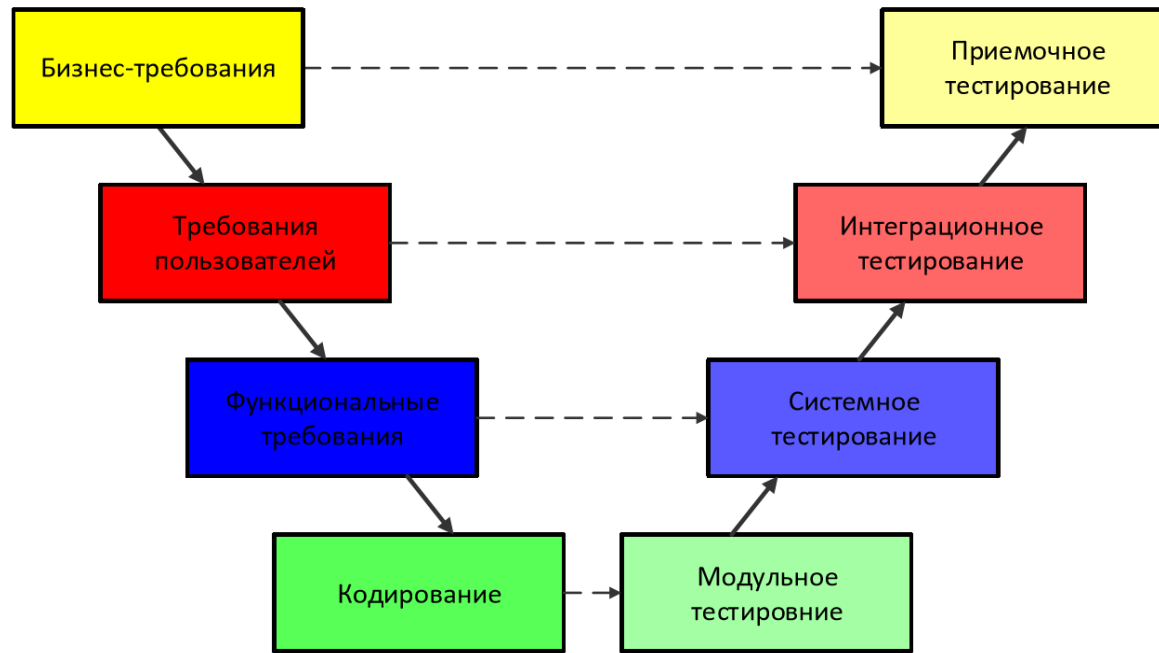 Бизнес-требования
Приемочное
тестирование
Требования
пользователей
Интеграционное
тестирование
Функциональные
требования
Системное
тестирование
Кодирование
Модульное
тестировние